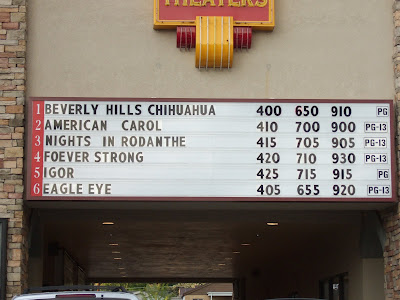 THEATERS
1 BEVERLY HILLS CHIHUAHUA 400 650 910 PG
2 AMERICAN CAROL 410 700 900 PG-13
3 NIGHTS IN RODANTHE 415 705 905 PG-13
4 FOEVER STRONG 420 710 930 PG-13
5 IGOR 425 715 915 PG
6 EAGLE EYE 405 655 920 PG-13